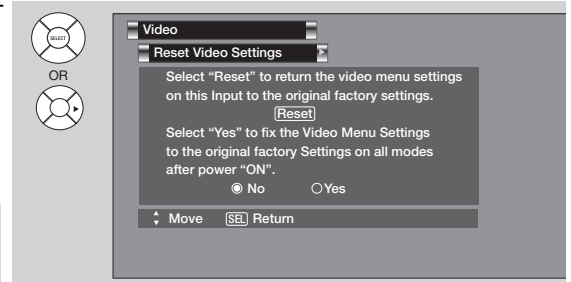 SELECT
OR
Video
Reset Video Settings
Select “Reset” to return the video menu settings
on this Input to the original factory settings.
Reset
Select “Yes” to fix the Video Menu Settings
to the original factory Settings on all modes
after power “ON”.
No Yes
Move SEL Return